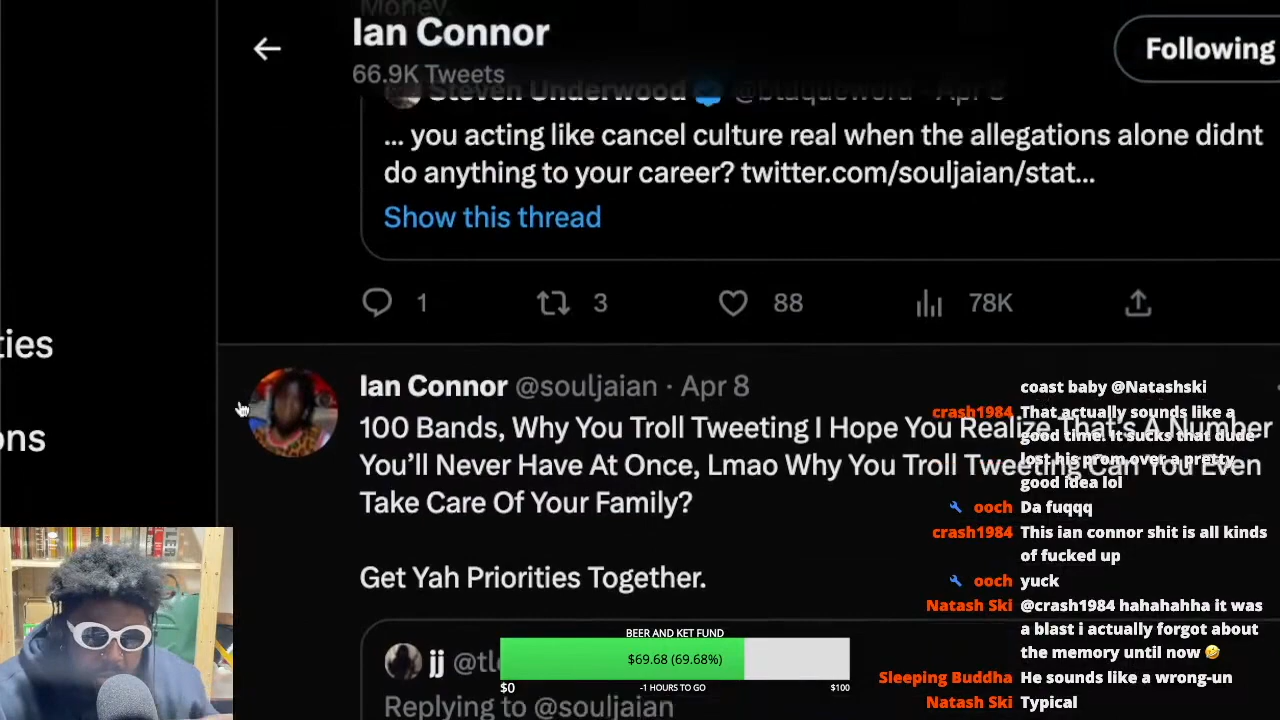 Money.
Ian Connor
66.9K Tweets
Following
Steven Underwood @blaqueword · Apr 8
... you acting like cancel culture real when the allegations alone didnt
do anything to your career? twitter.com/souljaian/stat...
Show this thread
1 3 88 78K
ties
ons
Ian Connor @souljaian · Apr 8
100 Bands, Why You Troll Tweeting I Hope You Realize That's A Number
You'll Never Have At Once, Lmao Why You Troll Tweeting Can You Even
Take Care Of Your Family?
Get Yah Priorities Together.
jj
Replying to @souljaian
BEER AND KET FUND
$69.68 (69.68%)
$0 -1 HOURS TO GO $100
coast baby @Natashski
crash1984 That actually sounds like a
good time. It sucks that dude
lost his prom over a pretty
good idea lol
ooch Da fuqqq
crash1984 This ian connor shit is all kinds
of fucked up
ooch yuck
Natash Ski @crash1984 hahahahha it was
a blast i actually forgot about
the memory until now 🤣
Sleeping Buddha He sounds like a wrong-un
Natash Ski Typical